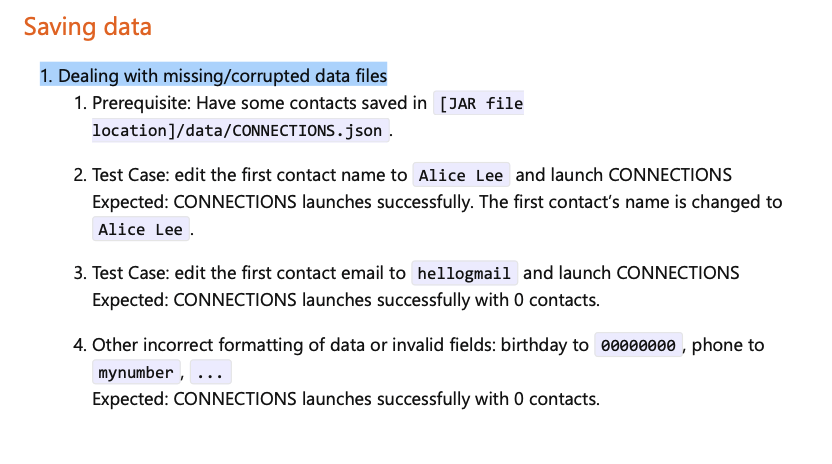 Saving data
1. Dealing with missing/corrupted data files
1. Prerequisite: Have some contacts saved in [JAR file
location]/data/CONNECTIONS.json.
2. Test Case: edit the first contact name to Alice Lee and launch CONNECTIONS
Expected: CONNECTIONS launches successfully. The first contact’s name is changed to
Alice Lee.
3. Test Case: edit the first contact email to hellogmail and launch CONNECTIONS
Expected: CONNECTIONS launches successfully with 0 contacts.
4. Other incorrect formatting of data or invalid fields: birthday to 00000000, phone to
mynumber, ...
Expected: CONNECTIONS launches successfully with 0 contacts.